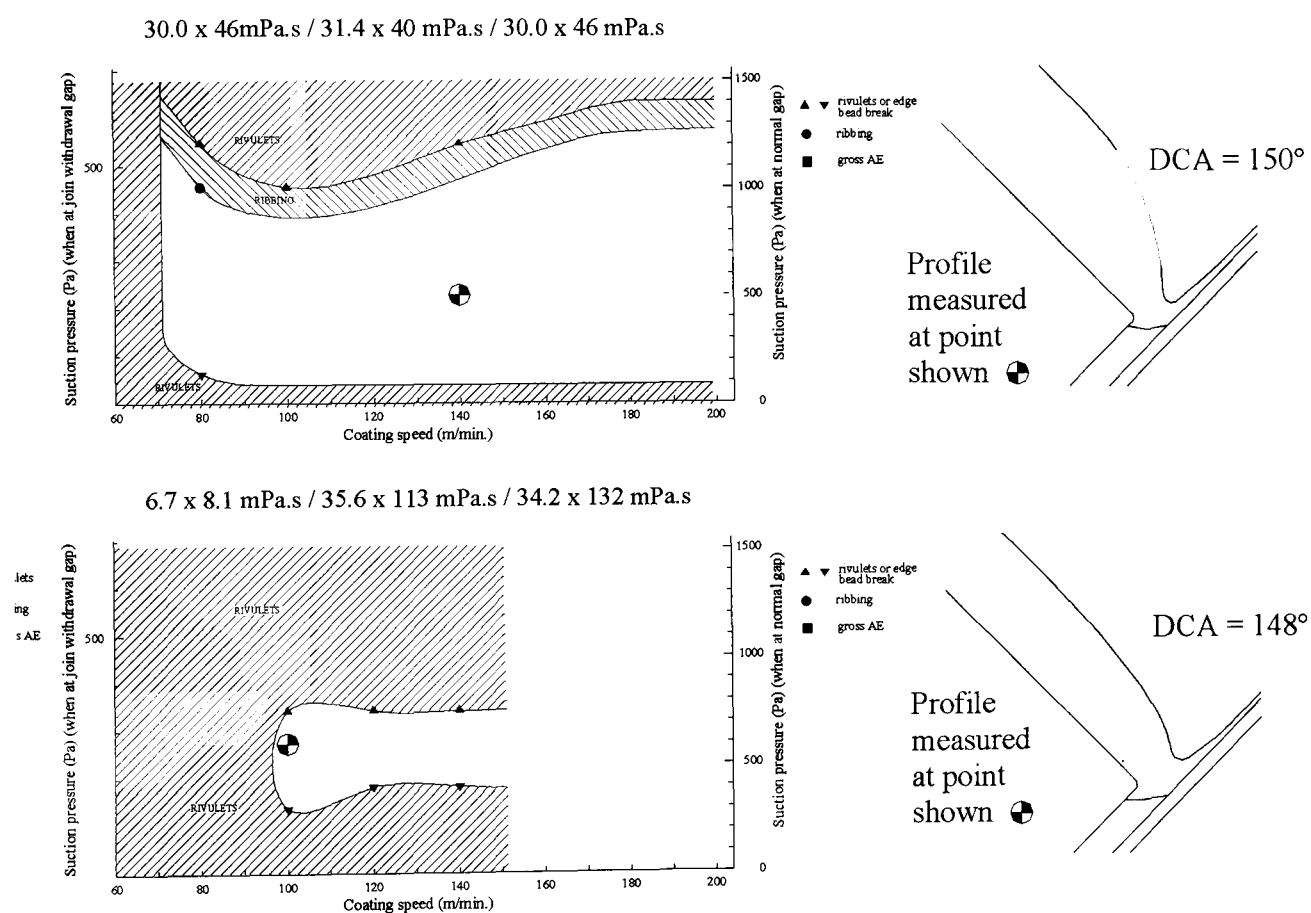 30.0 x 46mPa.s / 31.4 x 40 mPa.s / 30.0 x 46 mPa.s
Suction pressure (Pa) (when at join withdrawal gap)
500
RIVULETS
RIBBING
RIVULETS
60 80 100 120 140 160 180 200
Coating speed (m/min.)
1500
1000
500
0
Suction pressure (Pa) (when at normal gap)
rivulets or edge
bead break
ribbing
gross AE
DCA = 150°
Profile
measured
at point
shown
6.7 x 8.1 mPa.s / 35.6 x 113 mPa.s / 34.2 x 132 mPa.s
.lets
ing
s AE
Suction pressure (Pa) (when at join withdrawal gap)
500
RIVULETS
RIVULETS
60 80 100 120 140 160 180 200
Coating speed (m/min.)
1500
1000
500
0
Suction pressure (Pa) (when at normal gap)
rivulets or edge
bead break
ribbing
gross AE
DCA = 148°
Profile
measured
at point
shown